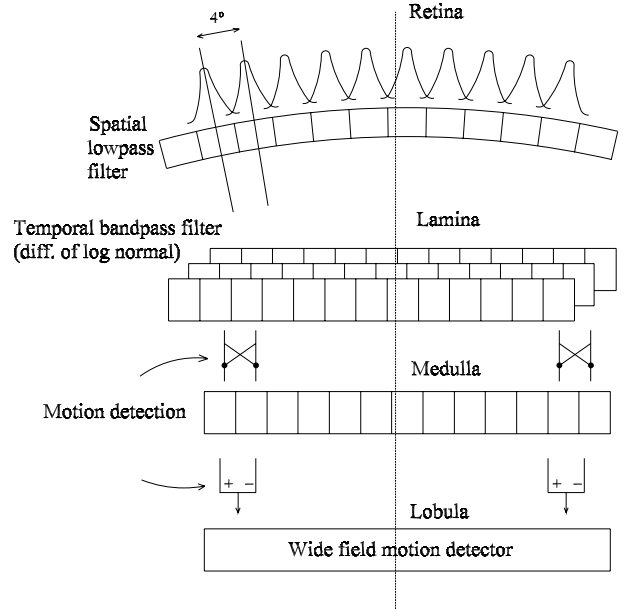 4°
Retina
Spatial
lowpass
filter
Lamina
Temporal bandpass filter
(diff. of log normal)
Medulla
Motion detection
+ − + −
Lobula
Wide field motion detector